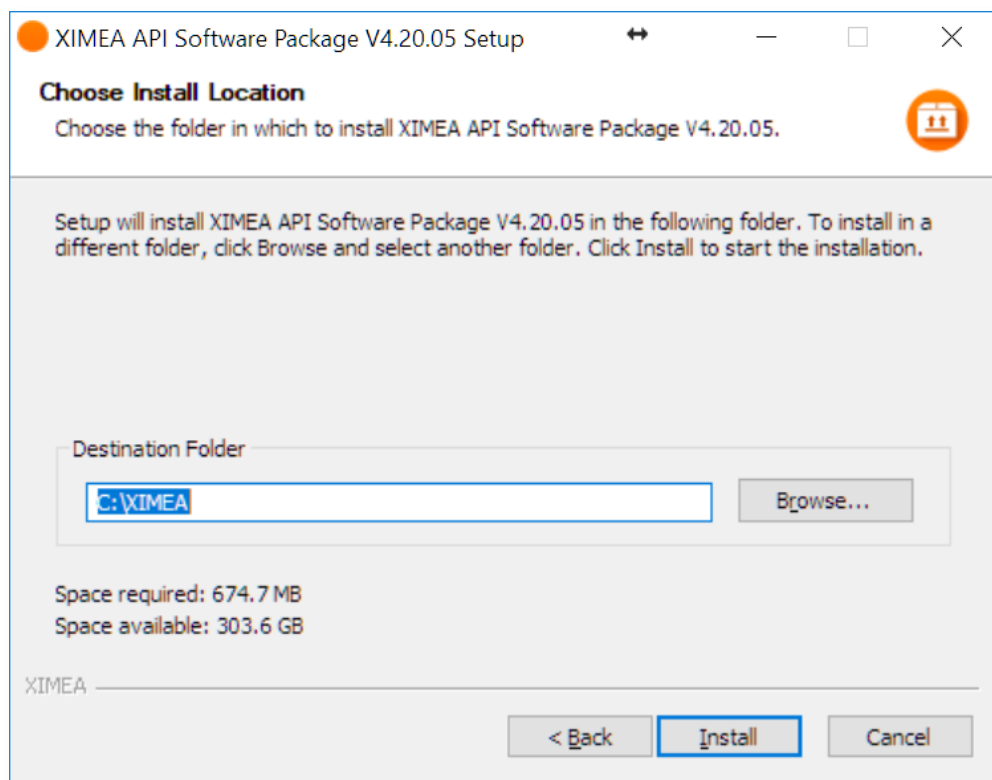 XIMEA API Software Package V4.20.05 Setup
Choose Install Location
Choose the folder in which to install XIMEA API Software Package V4.20.05.
Setup will install XIMEA API Software Package V4.20.05 in the following folder. To install in a
different folder, click Browse and select another folder. Click Install to start the installation.
Destination Folder
C:\XIMEA
Browse...
Space required: 674.7 MB
Space available: 303.6 GB
XIMEA
< Back
Install
Cancel